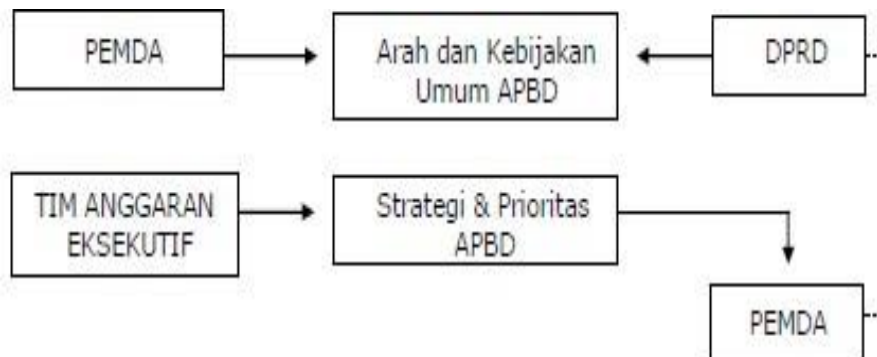 PEMDA
Arah dan Kebijakan
Umum APBD
DPRD
TIM ANGGARAN
EKSEKUTIF
Strategi & Prioritas
APBD
PEMDA